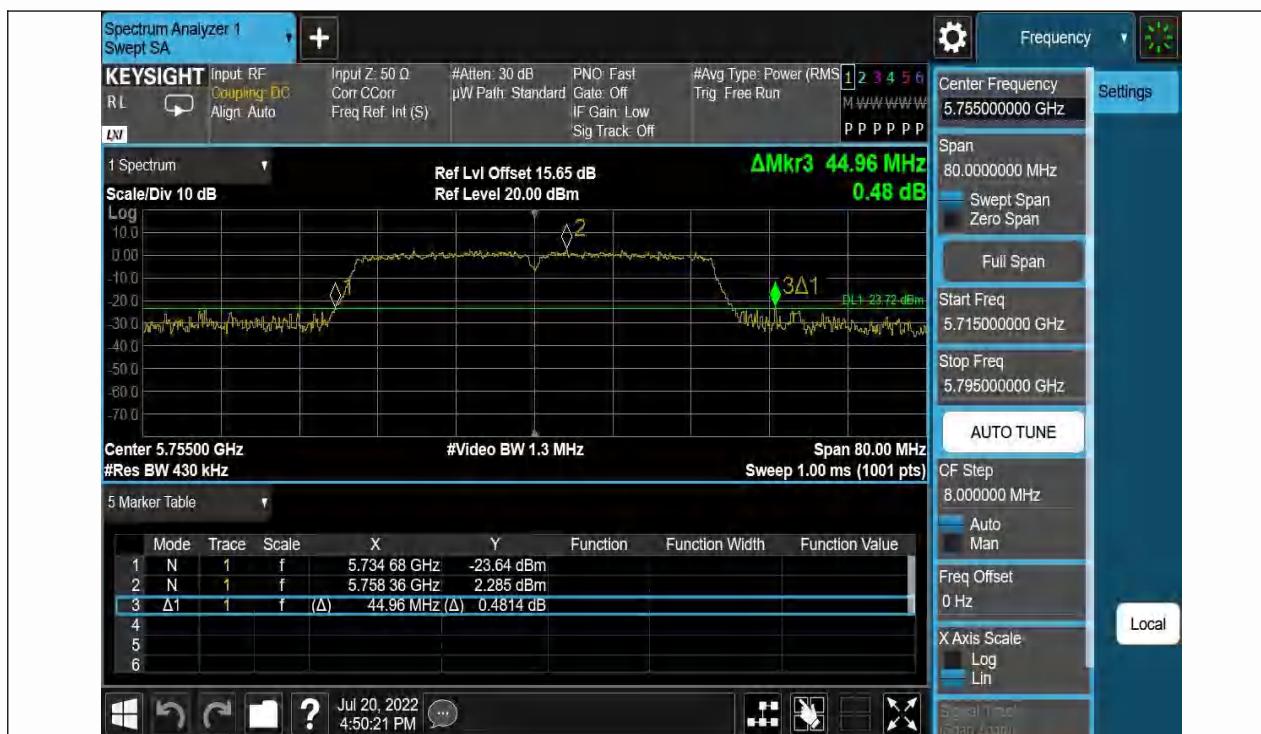 Spectrum Analyzer 1
Swept SA
+
Frequency
KEYSIGHT
RL
LXI
Input: RF
Coupling: DC
Align: Auto
Input Z: 50 Ω
Corr CCorr
Freq Ref: Int (S)
#Atten: 30 dB
µW Path: Standard
PNO: Fast
Gate: Off
IF Gain: Low
Sig Track: Off
#Avg Type: Power (RMS
Trig: Free Run
1 2 3 4 5 6
M W W W W W
P P P P P P
1 Spectrum
Scale/Div 10 dB
Ref Lvl Offset 15.65 dB
Ref Level 20.00 dBm
ΔMkr3 44.96 MHz
0.48 dB
Log
10.0
0.00
-10.0
-20.0
-30.0
-40.0
-50.0
-60.0
-70.0
1
2
3Δ1
DL1 -23.72 dBm
Center 5.75500 GHz
#Res BW 430 kHz
#Video BW 1.3 MHz
Span 80.00 MHz
Sweep 1.00 ms (1001 pts)
5 Marker Table
Mode Trace Scale X Y Function Function Width Function Value
1 N 1 f 5.734 68 GHz -23.64 dBm
2 N 1 f 5.758 36 GHz 2.285 dBm
3 Δ1 1 f (Δ) 44.96 MHz (Δ) 0.4814 dB
4
5
6
?
Jul 20, 2022
4:50:21 PM
Center Frequency
5.755000000 GHz
Span
80.0000000 MHz
Swept Span
Zero Span
Full Span
Start Freq
5.715000000 GHz
Stop Freq
5.795000000 GHz
AUTO TUNE
CF Step
8.000000 MHz
Auto
Man
Freq Offset
0 Hz
X Axis Scale
Log
Lin
Settings
Local